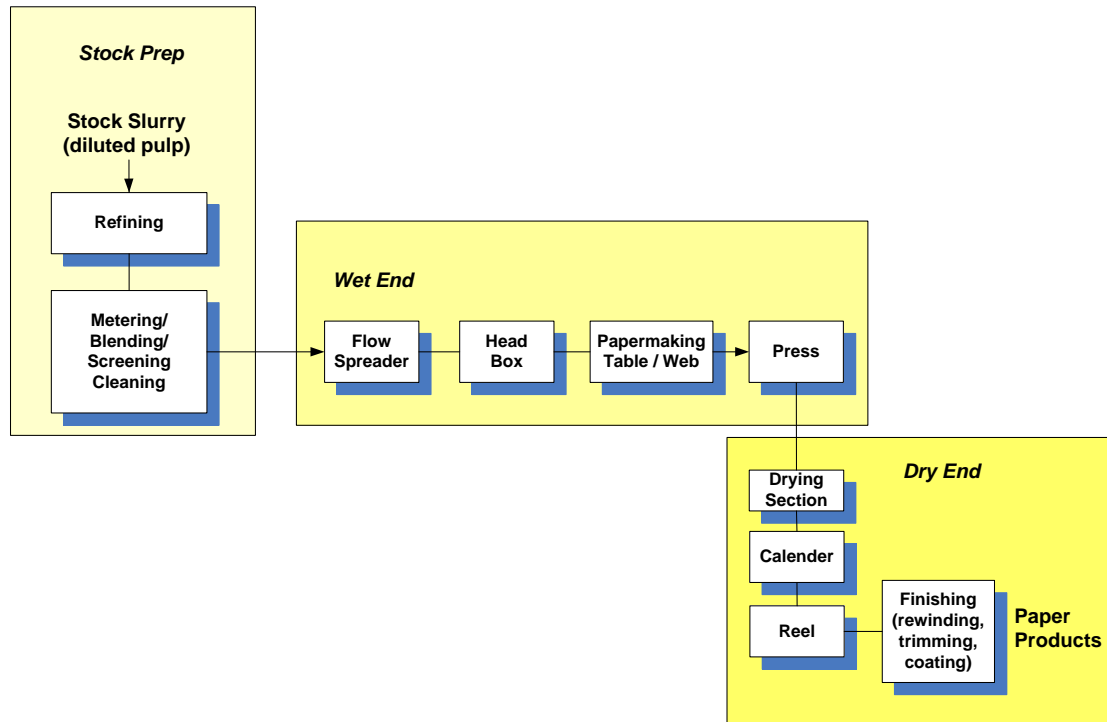 Stock Prep
Stock Slurry
(diluted pulp)
Refining
Metering/
Blending/
Screening
Cleaning
Wet End
Flow
Spreader
Head
Box
Papermaking
Table / Web
Press
Dry End
Drying
Section
Calender
Reel
Finishing
(rewinding,
trimming,
coating)
Paper
Products